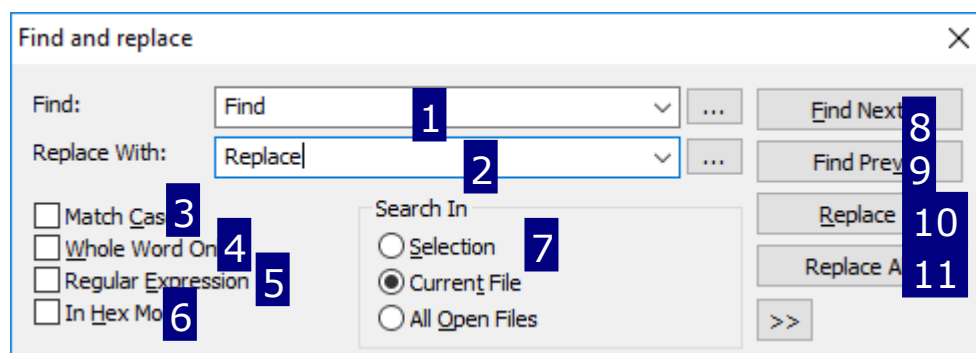 Find and replace
Find: Find 1 ... Find Next 8
Replace With: Replace 2 ... Find Prev 9
Match Cas 3 Search In Replace 10
Whole Word On 4 Selection 7
Regular Expression 5 Current File Replace A 11
In Hex Mo 6 All Open Files >>